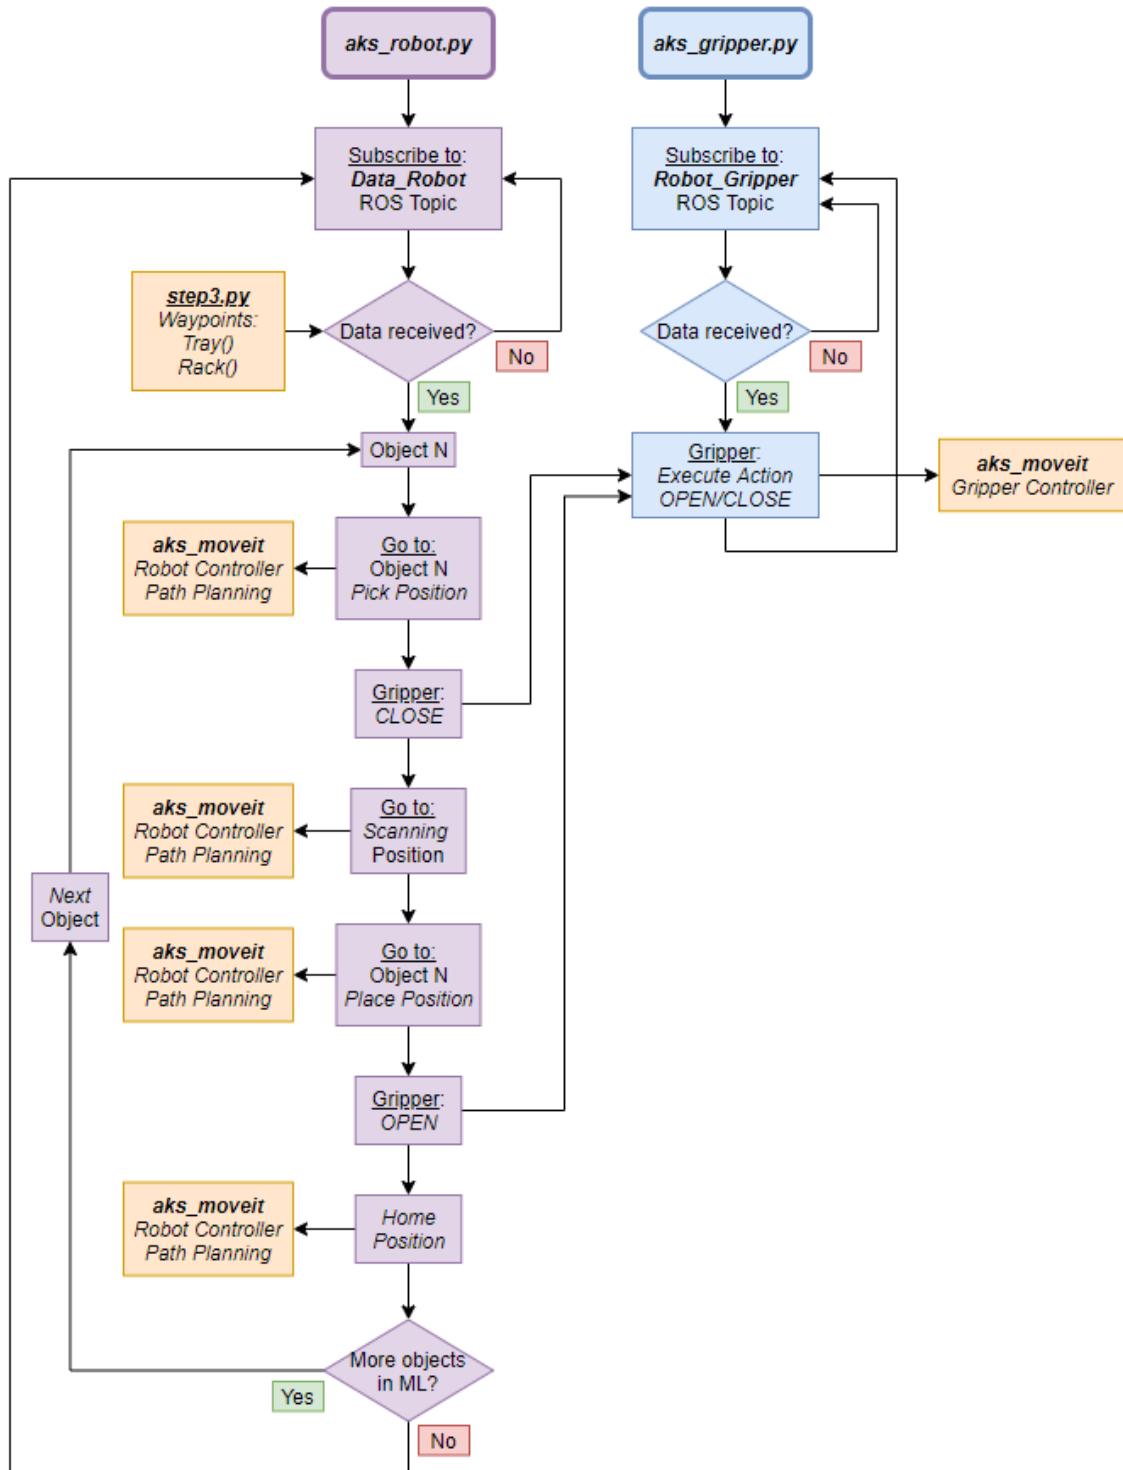 aks_robot.py
aks_gripper.py
Subscribe to:
Data_Robot
ROS Topic
Subscribe to:
Robot_Gripper
ROS Topic
step3.py
Waypoints:
Tray()
Rack()
Data received?
No
Yes
Data received?
No
Yes
Object N
Gripper:
Execute Action
OPEN/CLOSE
aks_moveit
Gripper Controller
aks_moveit
Robot Controller
Path Planning
Go to:
Object N
Pick Position
Gripper:
CLOSE
aks_moveit
Robot Controller
Path Planning
Go to:
Scanning
Position
Next
Object
aks_moveit
Robot Controller
Path Planning
Go to:
Object N
Place Position
Gripper:
OPEN
aks_moveit
Robot Controller
Path Planning
Home
Position
More objects
in ML?
Yes
No